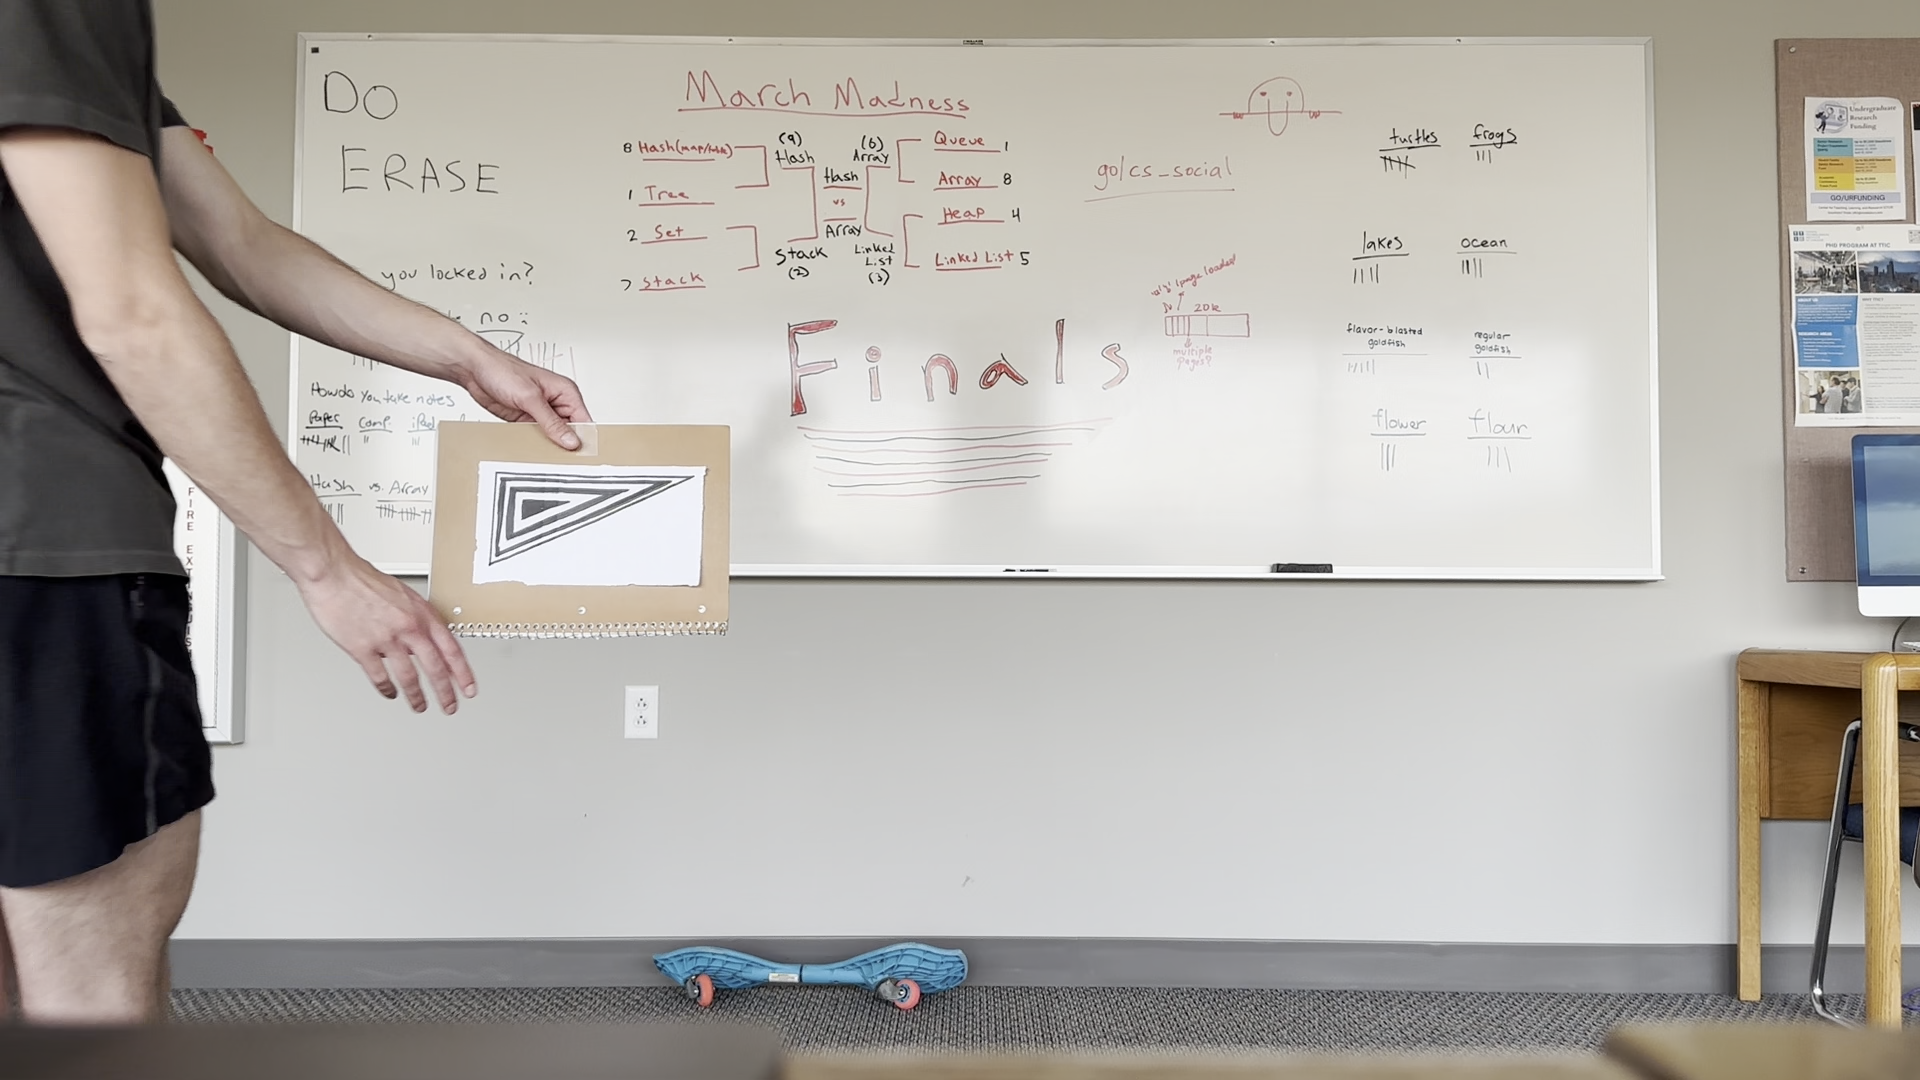 DO
ERASE
March Madness
8 Hash(map/table)
1 Tree
2 Set
7 Stack
(9)
Hash
Stack
(2)
Hash
vs
Array
(6)
Array
Linked
List
(3)
Queue 1
Array 8
Heap 4
Linked List 5
go/cs_social
turtles frogs
lakes ocean
flavor-blasted
goldfish
regular
goldfish
flower flour
you locked in?
no
How do you take notes
Paper Comp. iPad
Hash vs. Array
Finals
20k
multiple
pages?
FIRE EXTINGUISH
Undergraduate
Research
Funding
GO/URFUNDING
PHD PROGRAM AT TTIC